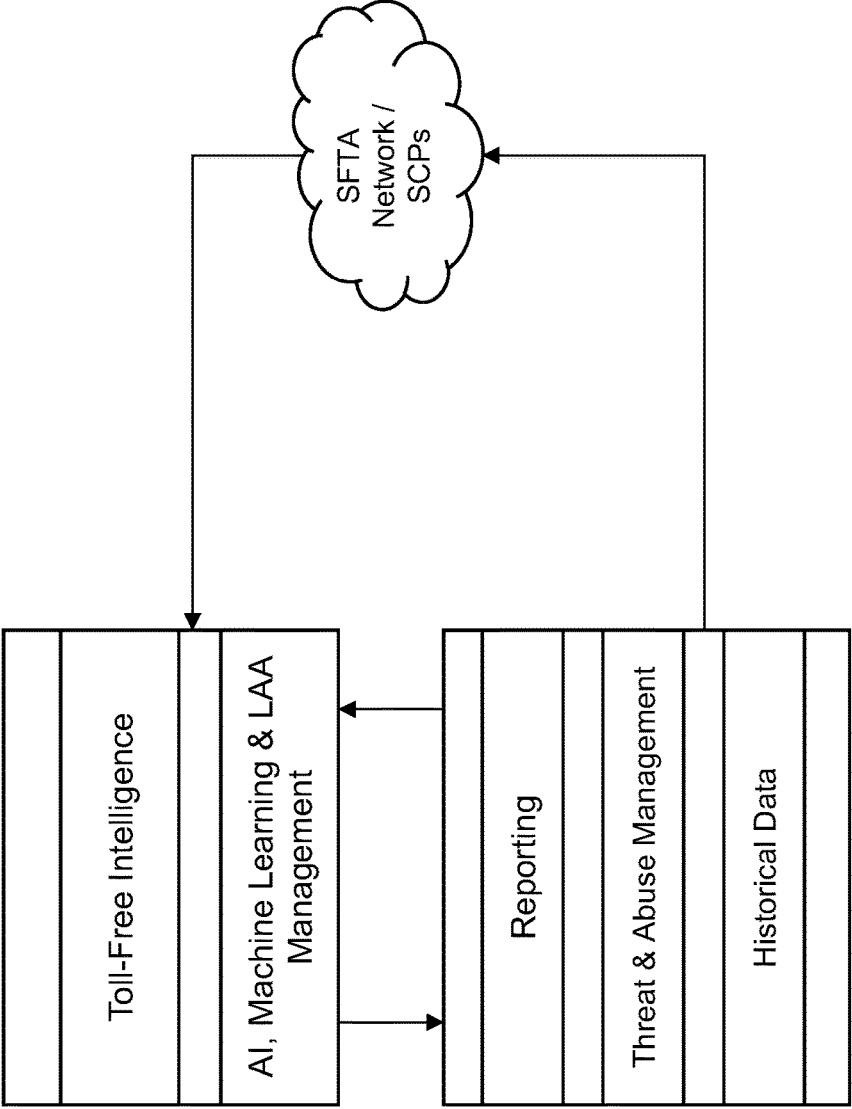 Toll-Free Intelligence
AI, Machine Learning & LAA
Management
Reporting
Threat & Abuse Management
Historical Data
SFTA
Network /
SCPs